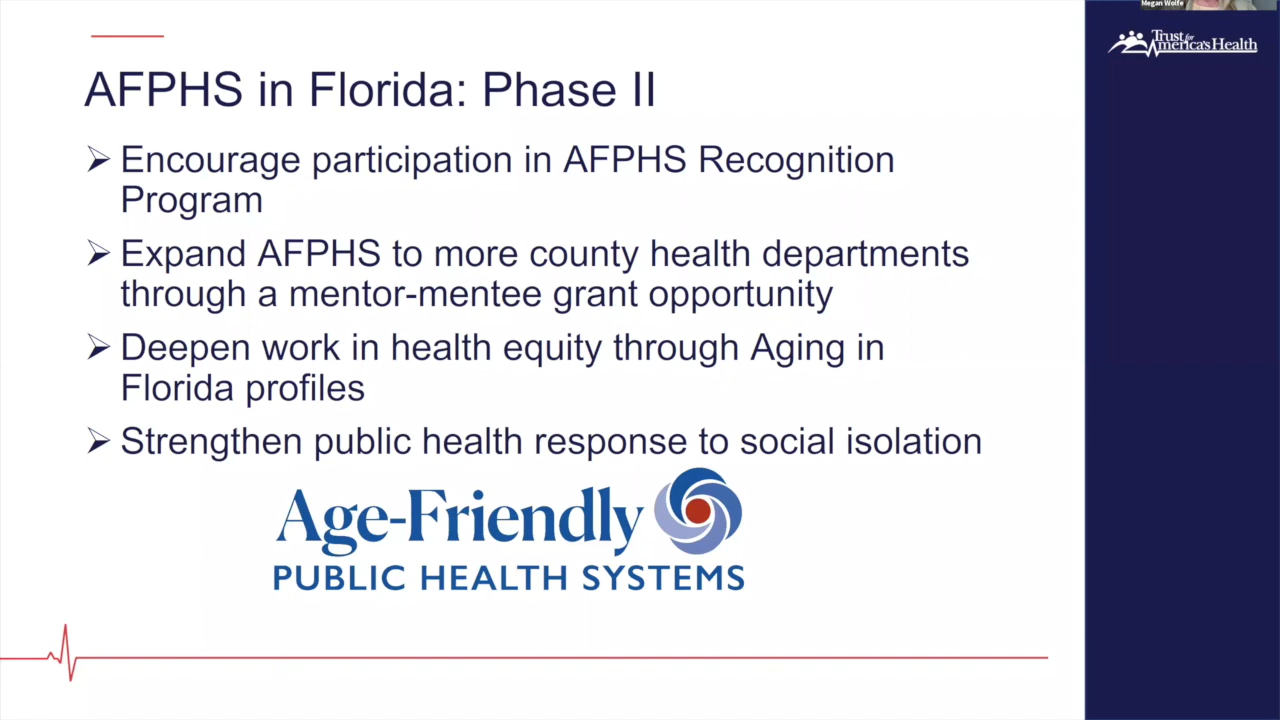 Megan Wolfe
Trust for
America's Health
AFPHS in Florida: Phase II
➢ Encourage participation in AFPHS Recognition
Program
➢ Expand AFPHS to more county health departments
through a mentor-mentee grant opportunity
➢ Deepen work in health equity through Aging in
Florida profiles
➢ Strengthen public health response to social isolation
Age-Friendly
PUBLIC HEALTH SYSTEMS